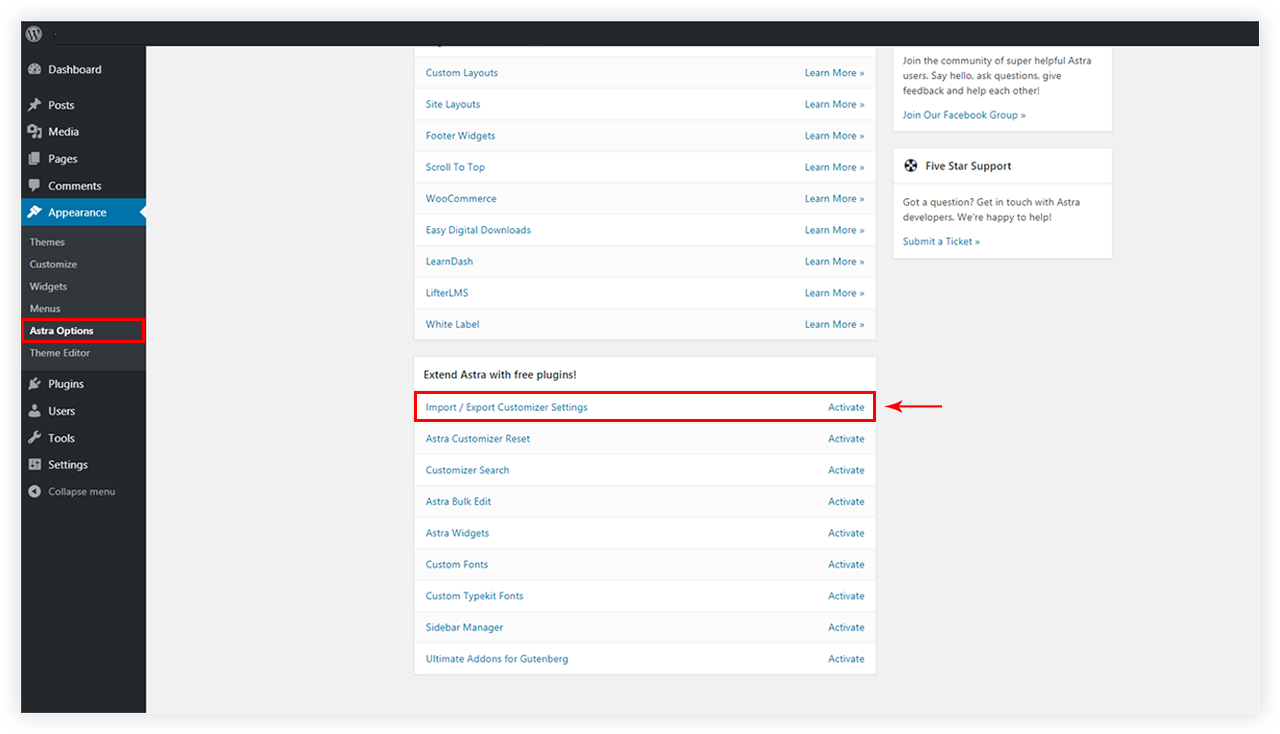 Dashboard
Posts
Media
Pages
Comments
Appearance
Themes
Customize
Widgets
Menus
Astra Options
Theme Editor
Plugins
Users
Tools
Settings
Collapse menu
Custom Layouts Learn More »
Site Layouts Learn More »
Footer Widgets Learn More »
Scroll To Top Learn More »
WooCommerce Learn More »
Easy Digital Downloads Learn More »
LearnDash Learn More »
LifterLMS Learn More »
White Label Learn More »
Extend Astra with free plugins!
Import / Export Customizer Settings Activate
Astra Customizer Reset Activate
Customizer Search Activate
Astra Bulk Edit Activate
Astra Widgets Activate
Custom Fonts Activate
Custom Typekit Fonts Activate
Sidebar Manager Activate
Ultimate Addons for Gutenberg Activate
Join the community of super helpful Astra
users. Say hello, ask questions, give
feedback and help each other!
Join Our Facebook Group »
Five Star Support
Got a question? Get in touch with Astra
developers. We're happy to help!
Submit a Ticket »